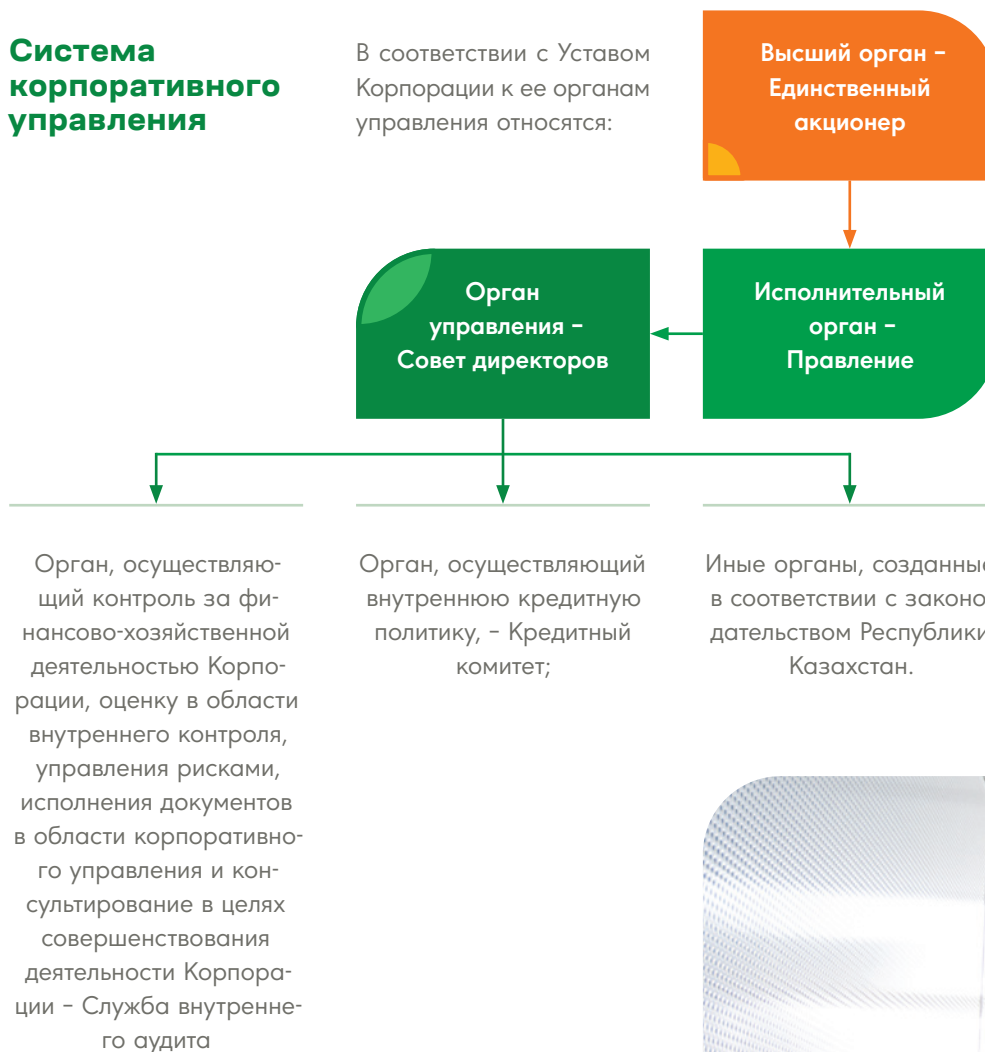 Система
корпоративного
управления
В соответствии с Уставом
Корпорации к ее органам
управления относятся:
Высший орган –
Единственный
акционер
Орган
управления –
Совет директоров
Исполнительный
орган –
Правление
Орган, осуществляю-
щий контроль за фи-
нансово-хозяйственной
деятельностью Корпо-
рации, оценку в области
внутреннего контроля,
управления рисками,
исполнения документов
в области корпоративно-
го управления и кон-
сультирование в целях
совершенствования
деятельности Корпора-
ции – Служба внутренне-
го аудита
Орган, осуществляющий
внутреннюю кредитную
политику, – Кредитный
комитет;
Иные органы, созданные
в соответствии с законо-
дательством Республики
Казахстан.